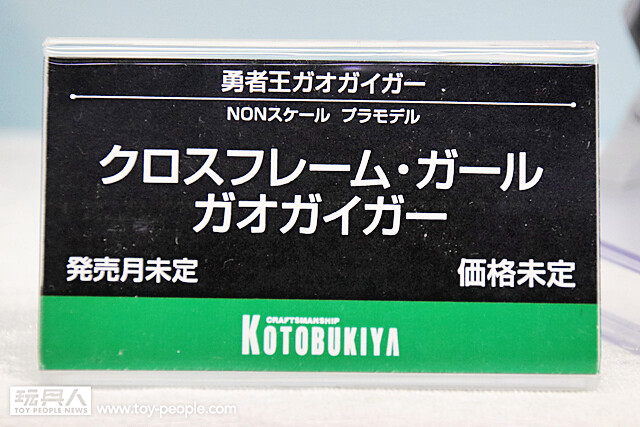 勇者王ガオガイガー
NONスケール プラモデル
クロスフレーム・ガール
ガオガイガー
発売月未定 価格未定
CRAFTSMANSHIP
KOTOBUKIYA
玩具人
TOY PEOPLE NEWS www.toy-people.com